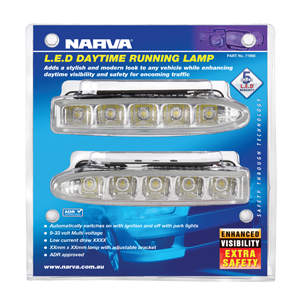 NARVA
L.E.D DAYTIME RUNNING LAMP
PART No. 71900
Adds a stylish and modern look to any vehicle while enhancing
daytime visibility and safety for oncoming traffic
5
L.E.D
SAFETY THROUGH TECHNOLOGY
ADR
Automatically switches on with ignition and off with park lights
9-33 volt Multi-voltage
Low current draw XXXX
XXmm x XXmm lamp with adjustable bracket
ADR approved
www.narva.com.au
ENHANCED
VISIBILITY
EXTRA
SAFETY